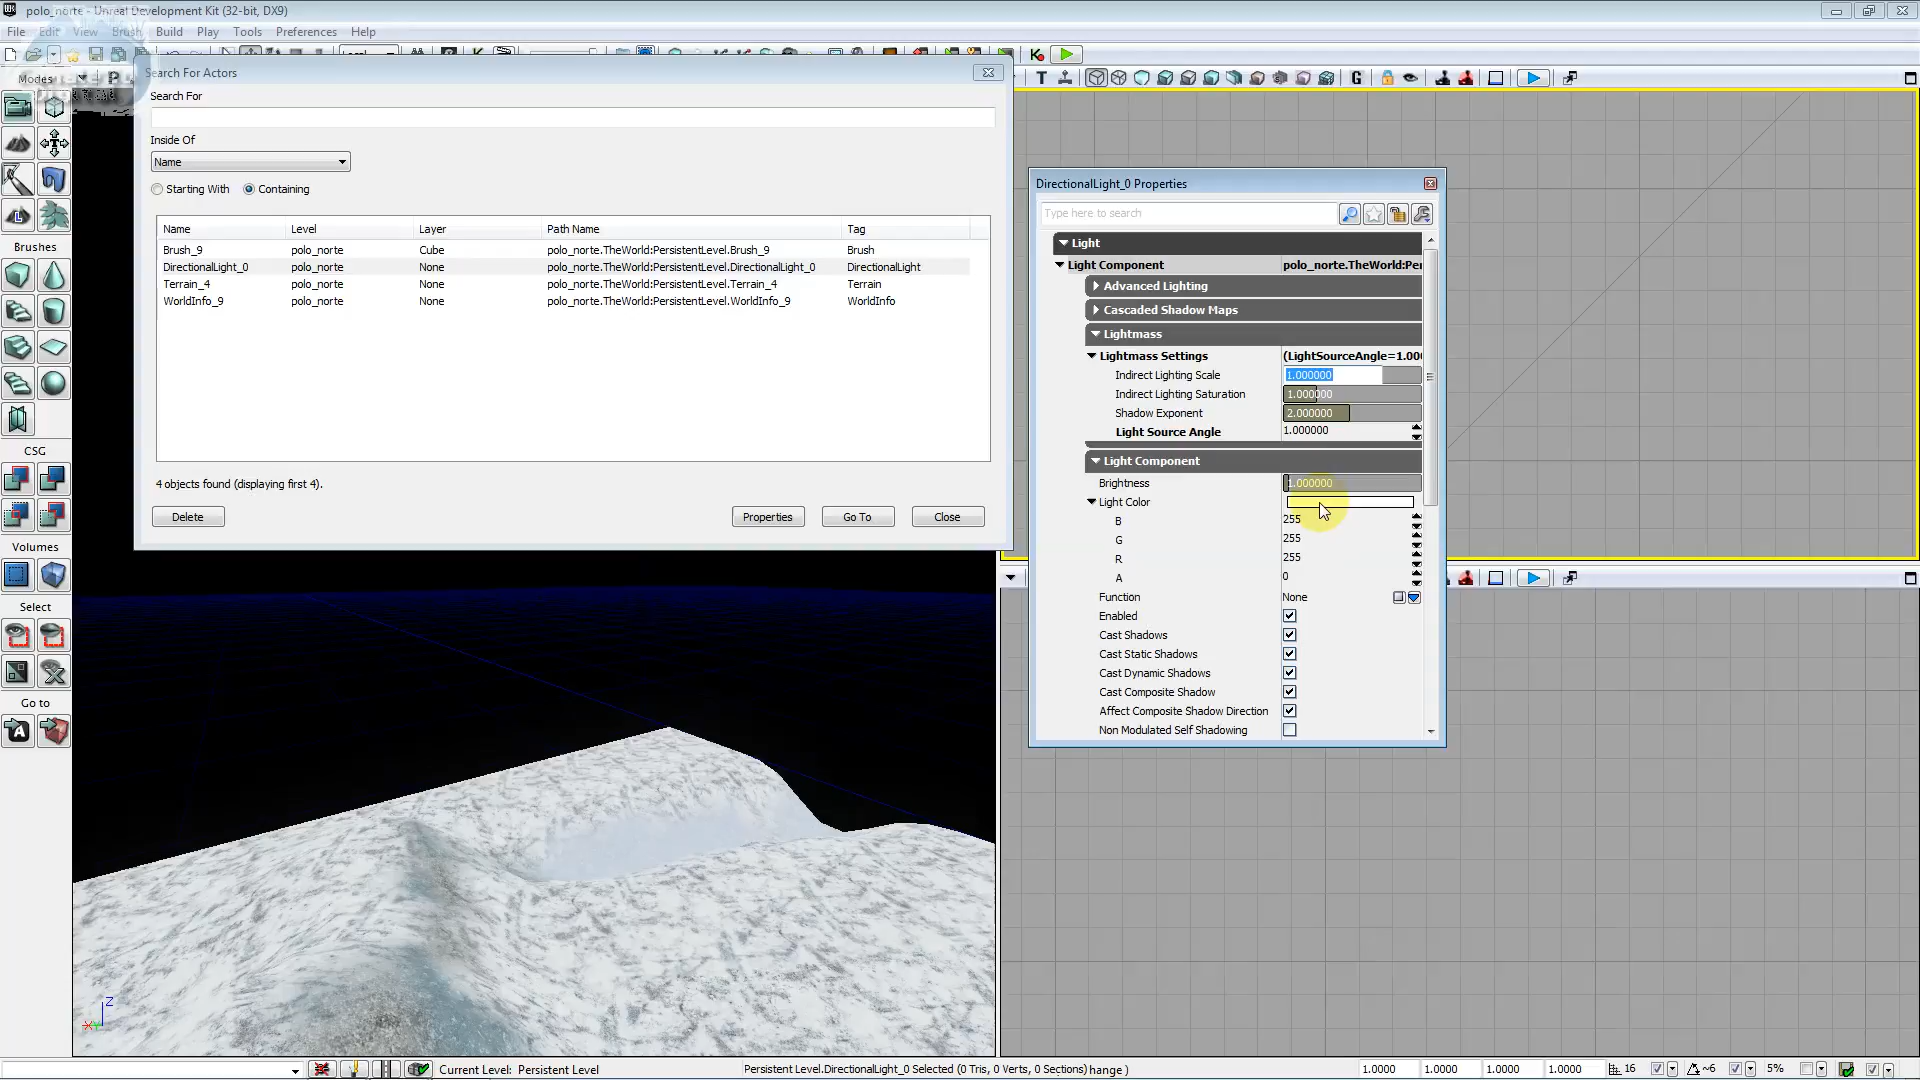 polo_norte - Unreal Development Kit (32-bit, DX9)
File Edit View Brush Build Play Tools Preferences Help
Modes
Search For Actors
Search For
Inside Of
Name
Starting With Containing
Name Level Layer Path Name Tag
Brush_9 polo_norte Cube polo_norte.TheWorld:PersistentLevel.Brush_9 Brush
DirectionalLight_0 polo_norte None polo_norte.TheWorld:PersistentLevel.DirectionalLight_0 DirectionalLight
Terrain_4 polo_norte None polo_norte.TheWorld:PersistentLevel.Terrain_4 Terrain
WorldInfo_9 polo_norte None polo_norte.TheWorld:PersistentLevel.WorldInfo_9 WorldInfo
4 objects found (displaying first 4).
Delete Properties Go To Close
Brushes
CSG
Volumes
Select
Go to
DirectionalLight_0 Properties
Type here to search
Light
Light Component polo_norte.TheWorld:Per
Advanced Lighting
Cascaded Shadow Maps
Lightmass
Lightmass Settings (LightSourceAngle=1.00
Indirect Lighting Scale 1.000000
Indirect Lighting Saturation 1.000000
Shadow Exponent 2.000000
Light Source Angle 1.000000
Light Component
Brightness 1.000000
Light Color
B 255
G 255
R 255
A 0
Function None
Enabled
Cast Shadows
Cast Static Shadows
Cast Dynamic Shadows
Cast Composite Shadow
Affect Composite Shadow Direction
Non Modulated Self Shadowing
Z
X
Current Level: Persistent Level Persistent Level.DirectionalLight_0 Selected (0 Tris, 0 Verts, 0 Sections) hange ) 1.0000 1.0000 1.0000 1.0000 16 ~6 5%